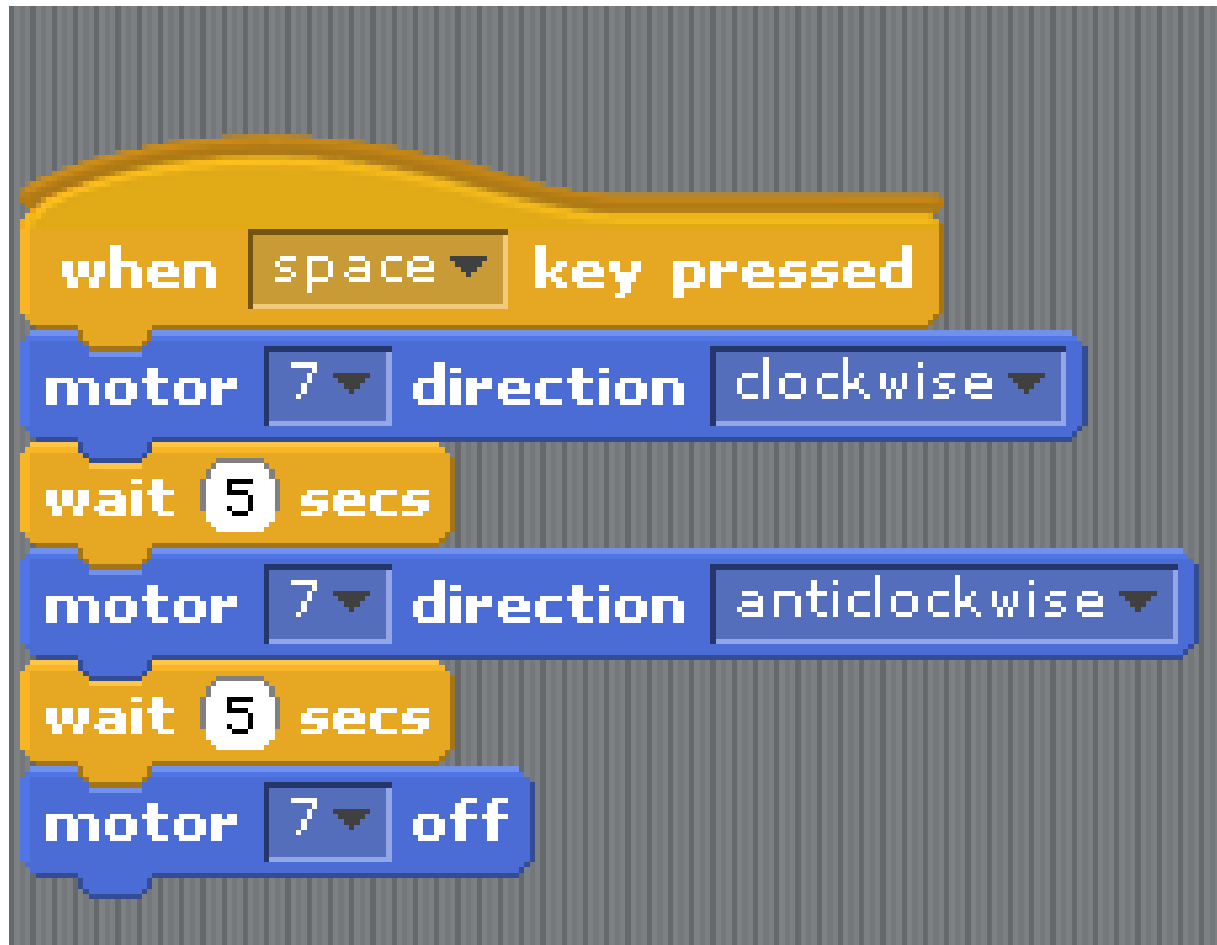 when space key pressed
motor 7 direction clockwise
wait 5 secs
motor 7 direction anticlockwise
wait 5 secs
motor 7 off